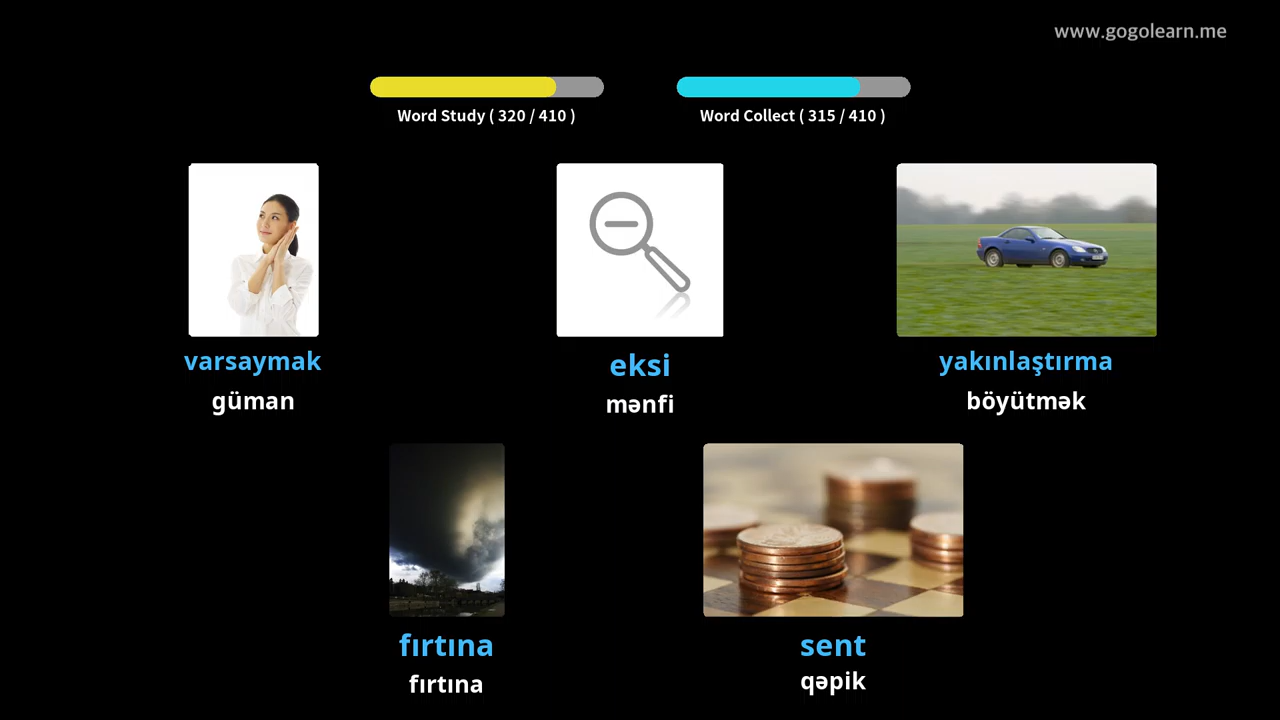 www.gogolearn.me
Word Study ( 320 / 410 )
Word Collect ( 315 / 410 )
varsaymak
güman
eksi
mənfi
yakınlaştırma
böyütmək
fırtına
fırtına
sent
qəpik